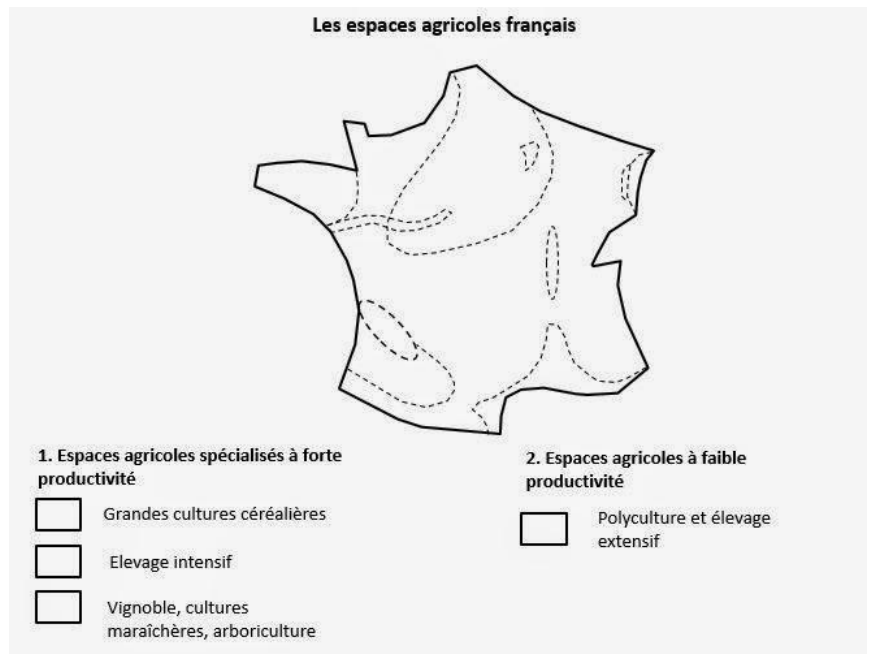 Les espaces agricoles français
1. Espaces agricoles spécialisés à forte
productivité
Grandes cultures céréalières
Elevage intensif
Vignoble, cultures
maraîchères, arboriculture
2. Espaces agricoles à faible
productivité
Polyculture et élevage
extensif